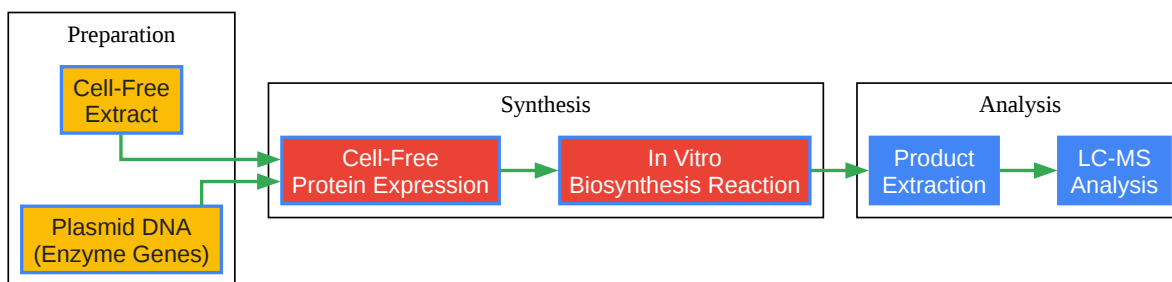 Preparation
Cell-Free
Extract
Plasmid DNA
(Enzyme Genes)
Synthesis
Cell-Free
Protein Expression
In Vitro
Biosynthesis Reaction
Analysis
Product
Extraction
LC-MS
Analysis